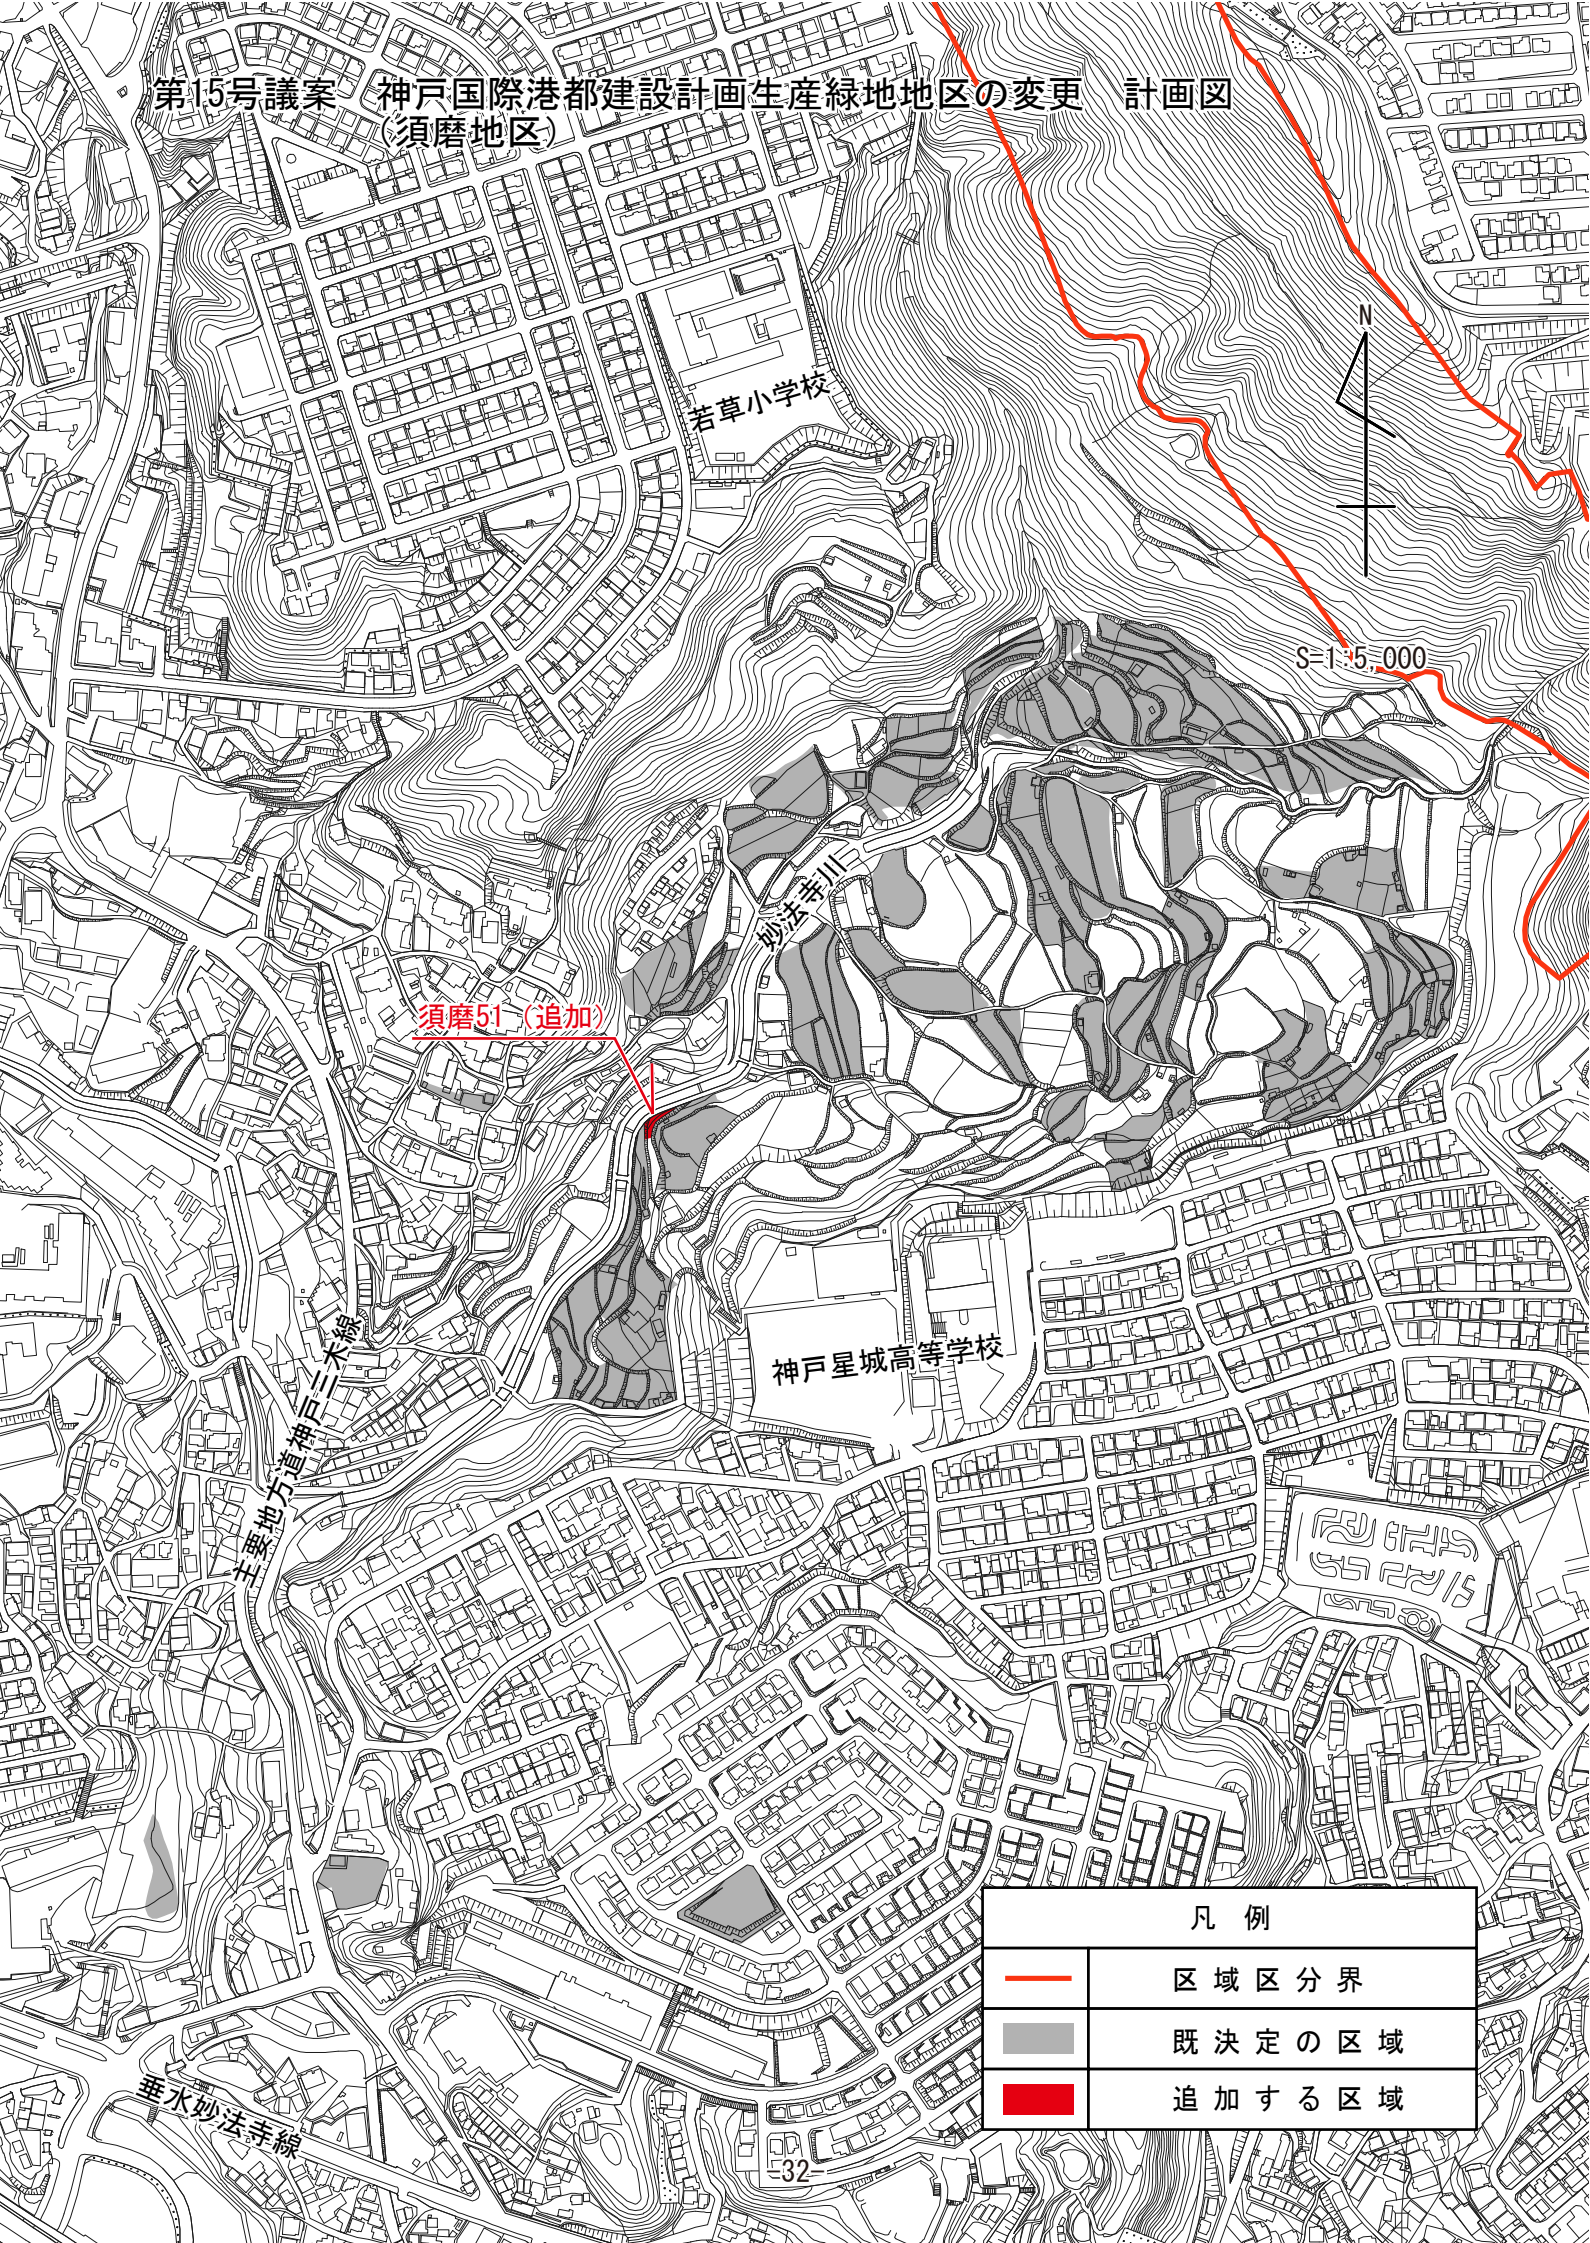 第15号議案　神戸国際港都建設計画生産緑地地区の変更　計画図
(須磨地区)
N
若草小学校
S=1:5,000
妙法寺川
須磨51（追加）
神戸星城高等学校
主要地方道神戸三木線
垂水妙法寺線
凡　例
区域区分界
既決定の区域
追加する区域
-32-